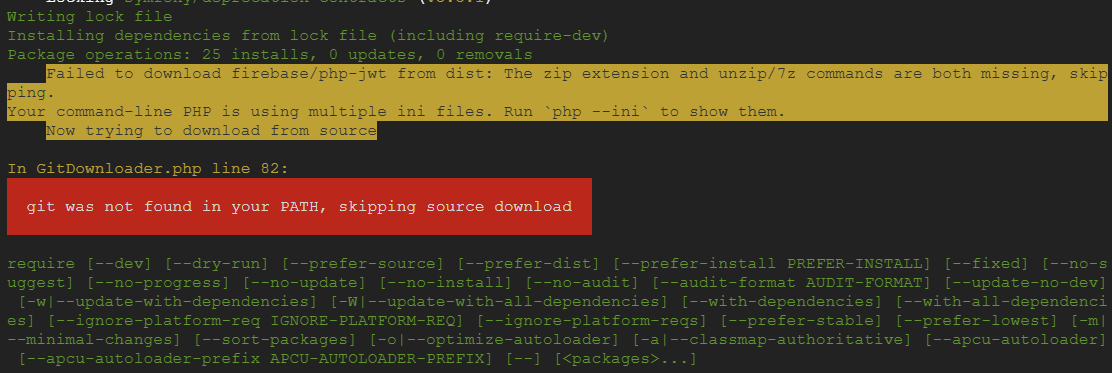 Writing lock file
Installing dependencies from lock file (including require-dev)
Package operations: 25 installs, 0 updates, 0 removals
Failed to download firebase/php-jwt from dist: The zip extension and unzip/7z commands are both missing, skip
ping.
Your command-line PHP is using multiple ini files. Run `php --ini` to show them.
Now trying to download from source
In GitDownloader.php line 82:
git was not found in your PATH, skipping source download
require [--dev] [--dry-run] [--prefer-source] [--prefer-dist] [--prefer-install PREFER-INSTALL] [--fixed] [--no-s
uggest] [--no-progress] [--no-update] [--no-install] [--no-audit] [--audit-format AUDIT-FORMAT] [--update-no-dev]
[-w|--update-with-dependencies] [-W|--update-with-all-dependencies] [--with-dependencies] [--with-all-dependenci
es] [--ignore-platform-req IGNORE-PLATFORM-REQ] [--ignore-platform-reqs] [--prefer-stable] [--prefer-lowest] [-m|
--minimal-changes] [--sort-packages] [-o|--optimize-autoloader] [-a|--classmap-authoritative] [--apcu-autoloader]
[--apcu-autoloader-prefix APCU-AUTOLOADER-PREFIX] [--] [<packages>...]